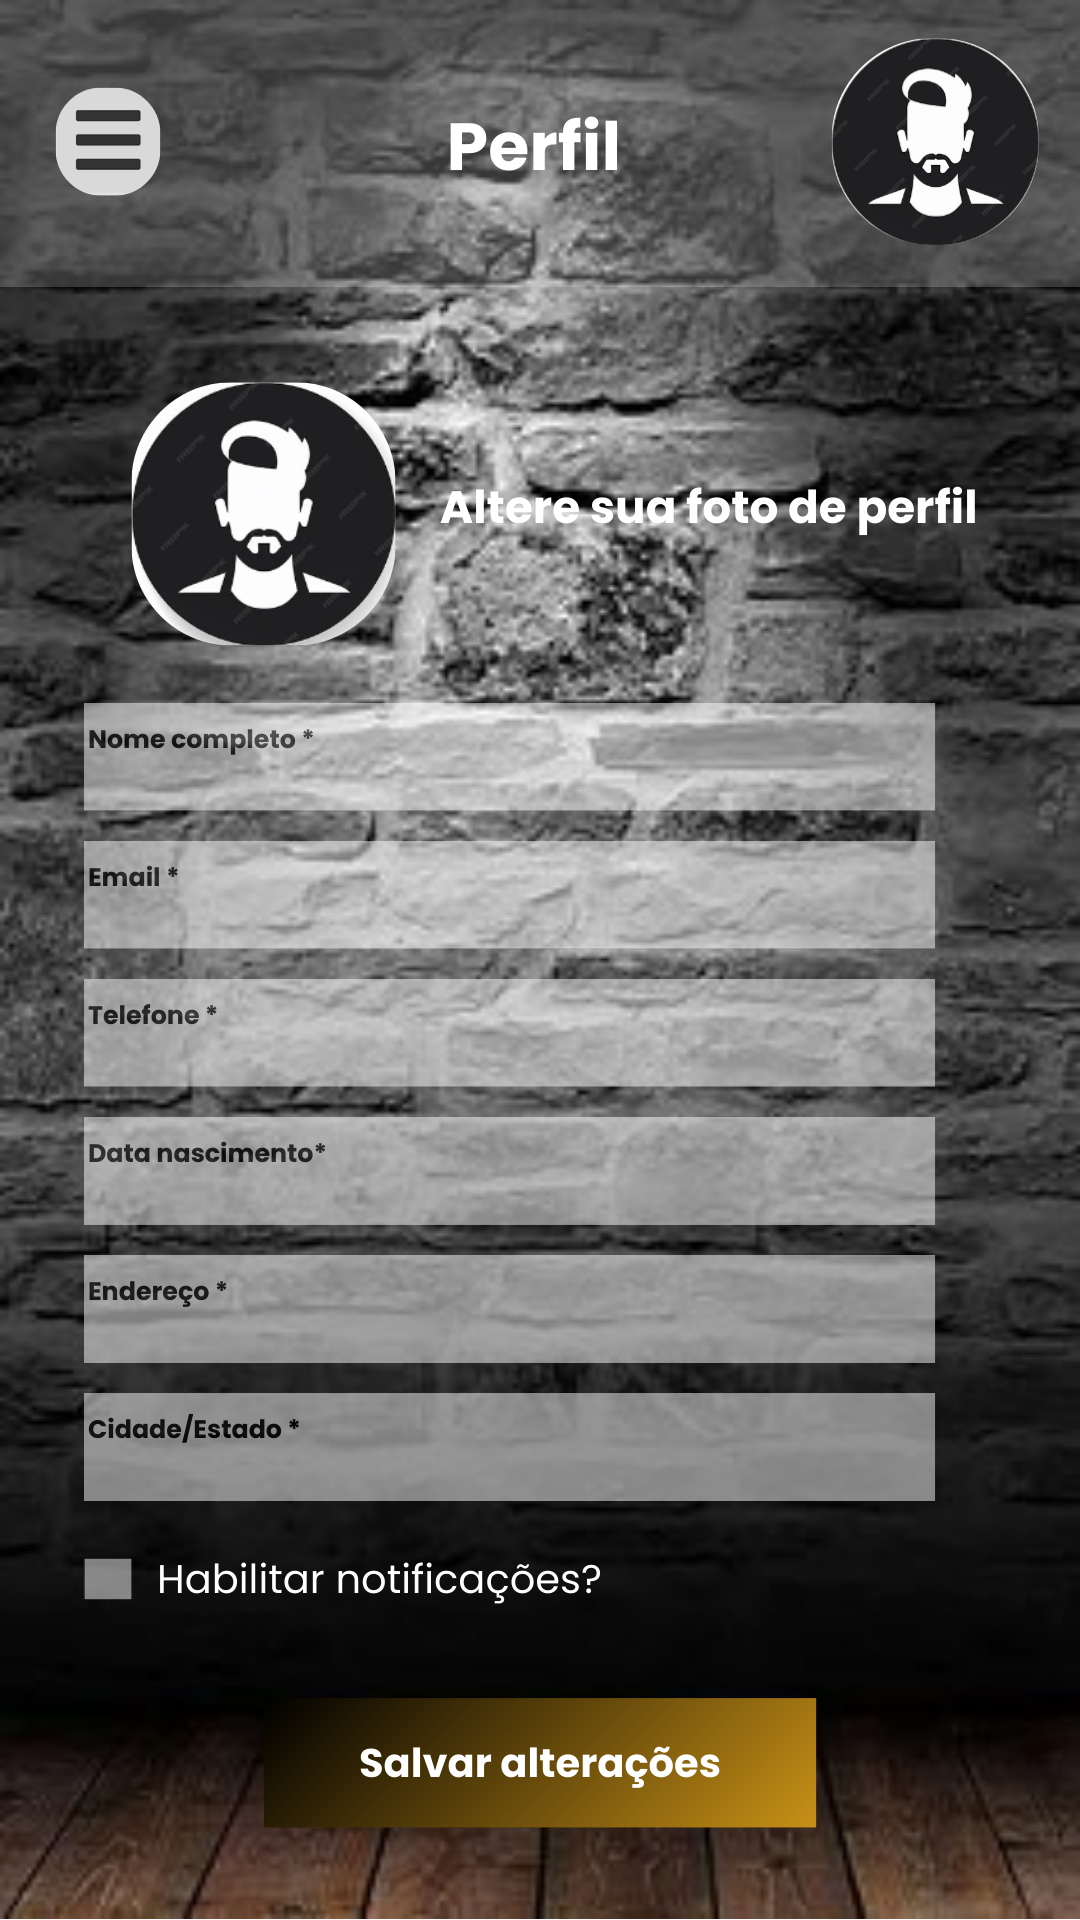 Perfil
Altere sua foto de perfil
Nome completo *
Email *
Telefone *
Data nascimento*
Endereço *
Cidade/Estado *
Habilitar notificações?
Salvar alterações